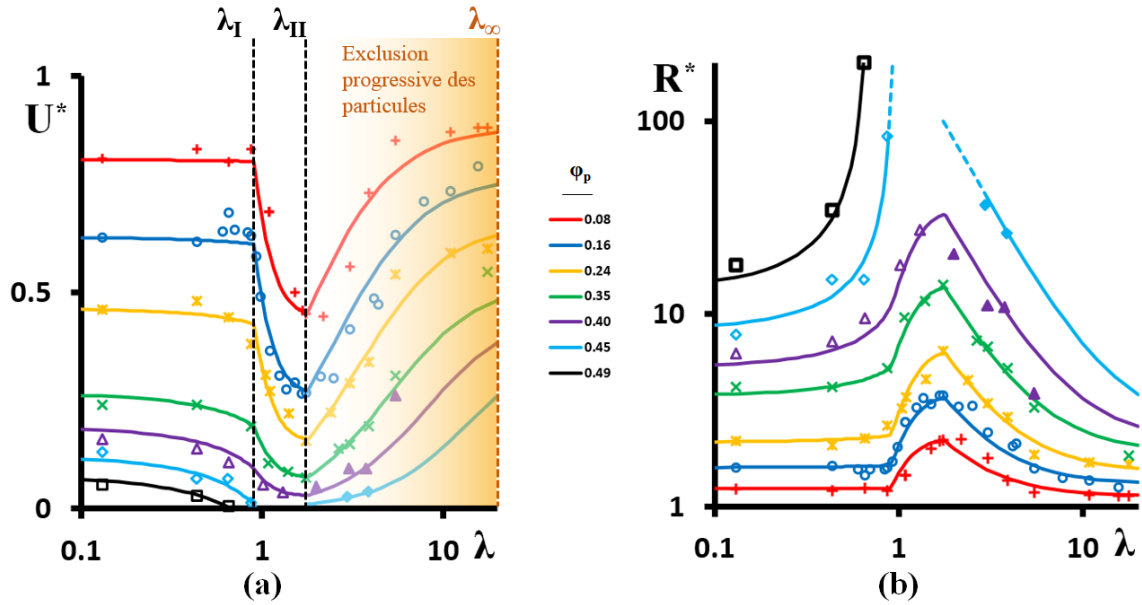 λI
λII
λ∞
Exclusion
progressive des
particules
1
U*
0.5
0
0.1
1
10
λ
(a)
φp
0.08
0.16
0.24
0.35
0.40
0.45
0.49
R*
100
10
1
0.1
1
10
λ
(b)